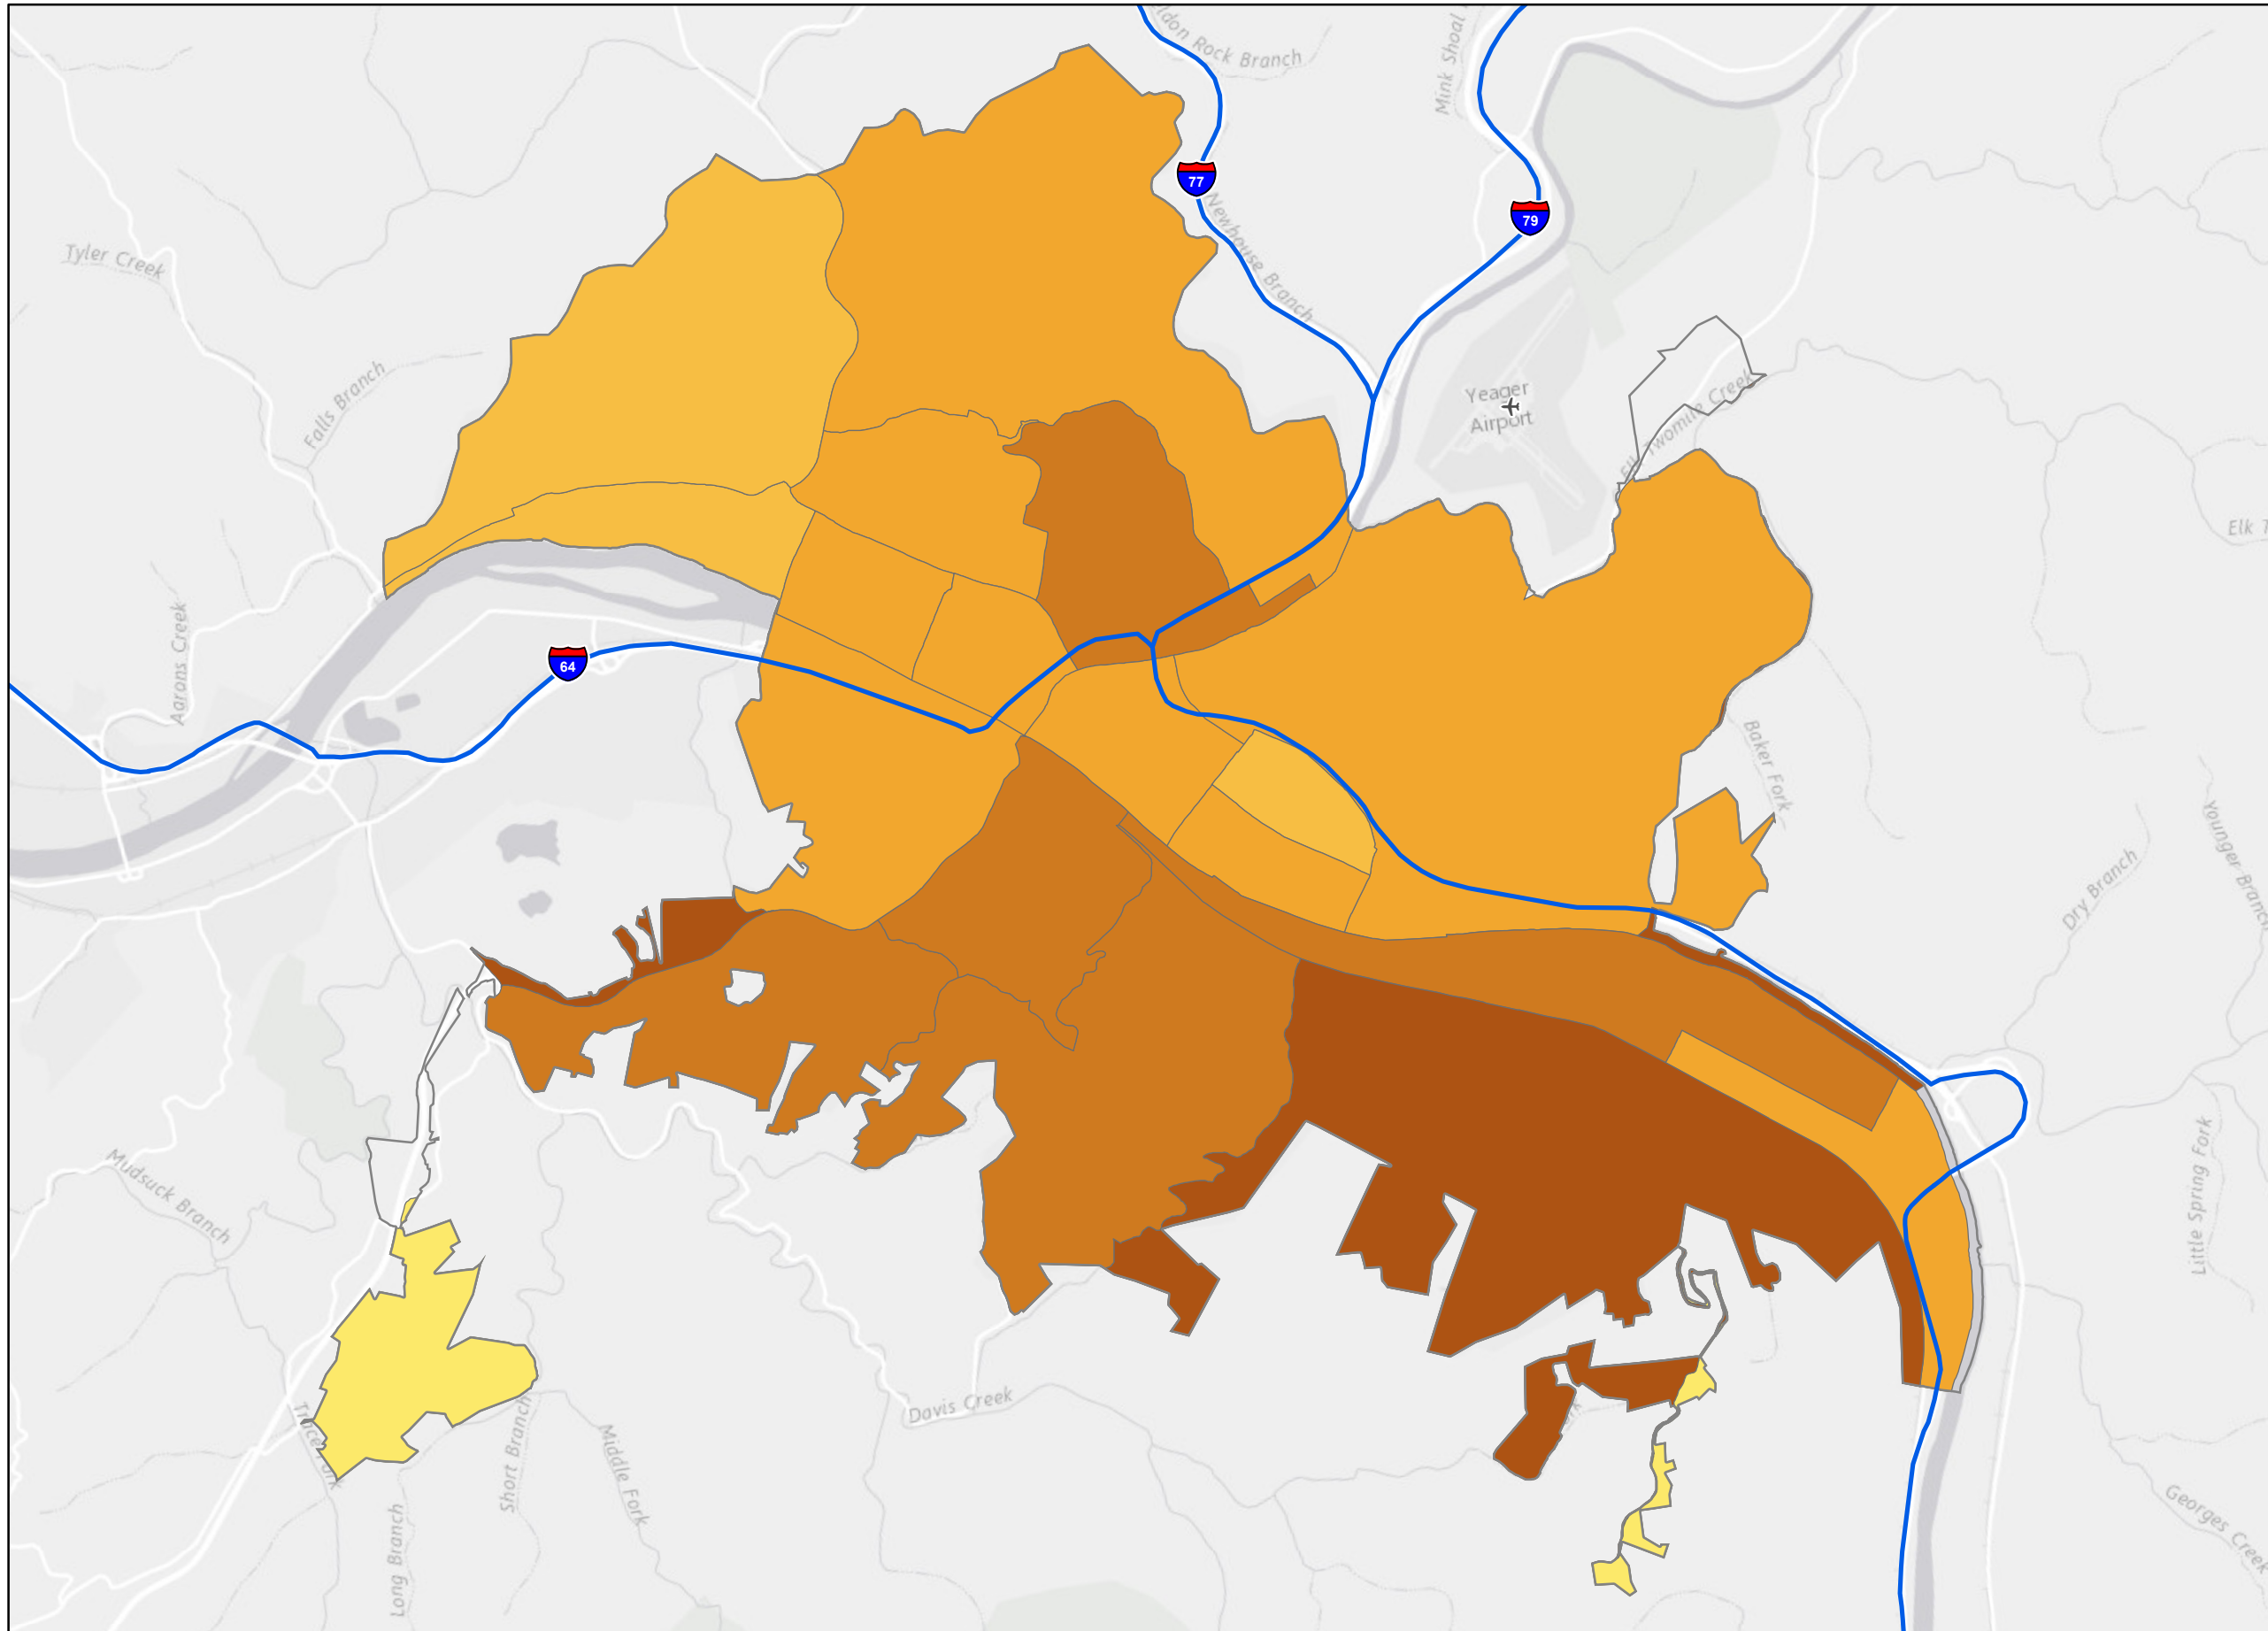 Rock Branch
Mink Shoal
77
79
Newhouse Branch
Tyler Creek
Falls Branch
Yeager
Airport
Elk Twomile Creek
Elk
Aarons Creek
64
Baker Fork
Younger Branch
Dry Branch
Mudsuck Branch
Little Spring Fork
Davis Creek
Short Branch
Middle Fork
Long Branch
Georges Creek